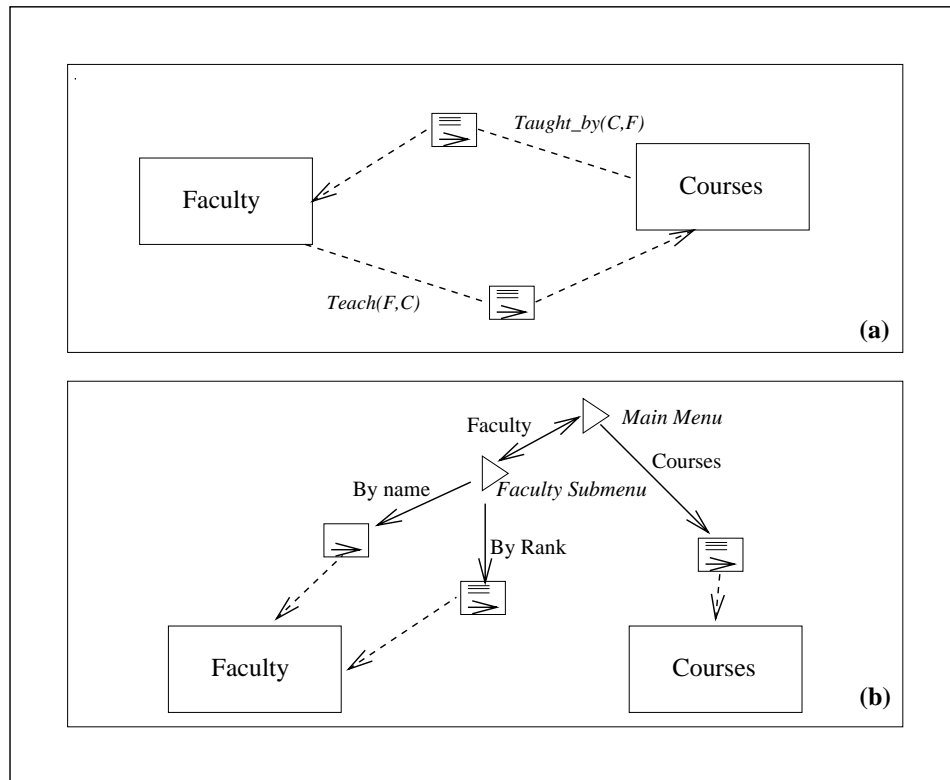 Taught_by(C,F)
Faculty
Courses
Teach(F,C)
(a)
Main Menu
Faculty
Courses
Faculty Submenu
By name
By Rank
Faculty
Courses
(b)